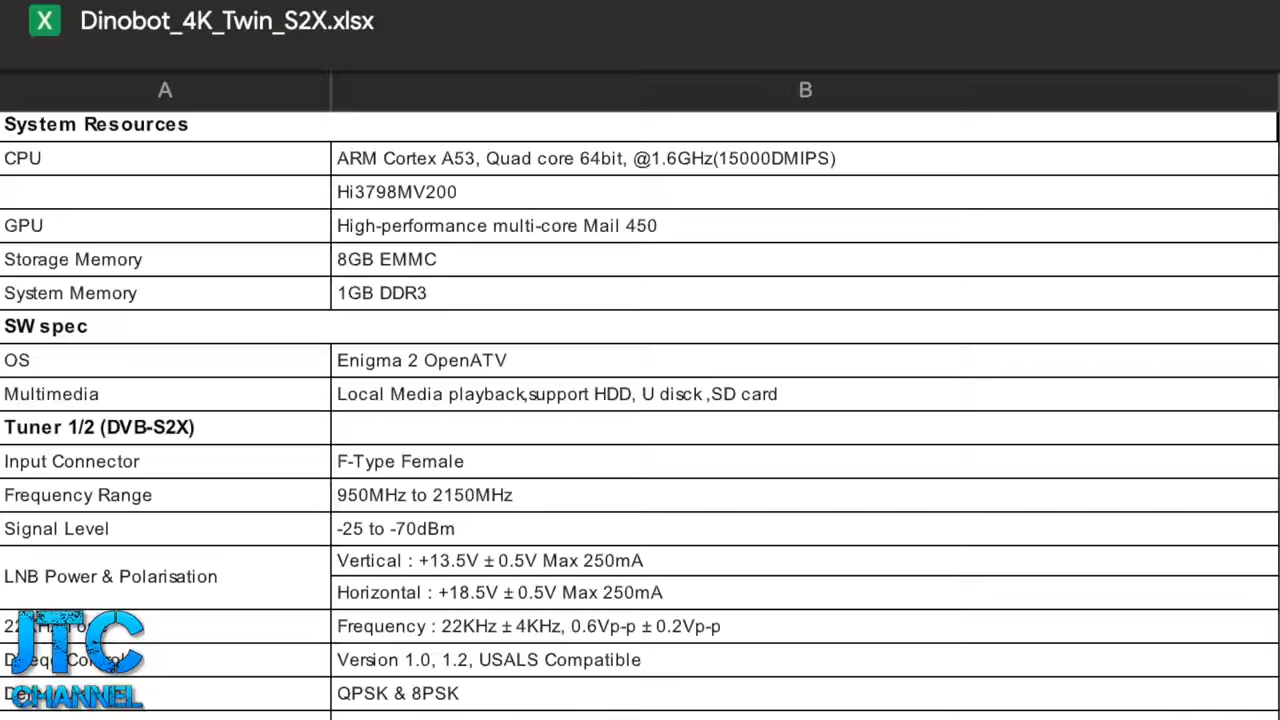 X Dinobot_4K_Twin_S2X.xlsx
A B
System Resources
CPU ARM Cortex A53, Quad core 64bit, @1.6GHz(15000DMIPS)
Hi3798MV200
GPU High-performance multi-core Mail 450
Storage Memory 8GB EMMC
System Memory 1GB DDR3
SW spec
OS Enigma 2 OpenATV
Multimedia Local Media playback,support HDD, U disck ,SD card
Tuner 1/2 (DVB-S2X)
Input Connector F-Type Female
Frequency Range 950MHz to 2150MHz
Signal Level -25 to -70dBm
LNB Power & Polarisation Vertical : +13.5V ± 0.5V Max 250mA
Horizontal : +18.5V ± 0.5V Max 250mA
Frequency : 22KHz ± 4KHz, 0.6Vp-p ± 0.2Vp-p
Version 1.0, 1.2, USALS Compatible
QPSK & 8PSK
JTC
CHANNEL